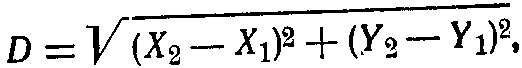 D = √(X₂ − X₁)² + (Y₂ − Y₁)²,